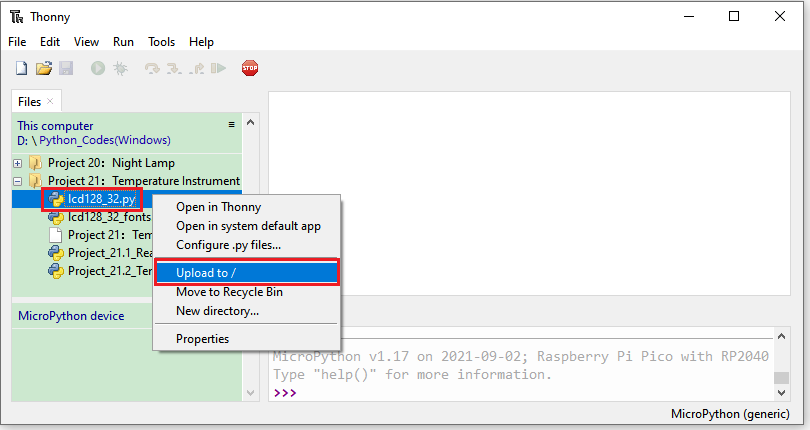 Thonny
File Edit View Run Tools Help
STOP
Files
This computer
D: \ Python_Codes(Windows)
Project 20：Night Lamp
Project 21：Temperature Instrument
lcd128_32.py
lcd128_32_fonts
Project 21：Tem
Project_21.1_Rea
Project_21.2_Ter
Open in Thonny
Open in system default app
Configure .py files...
Upload to /
Move to Recycle Bin
New directory...
Properties
MicroPython device
MicroPython v1.17 on 2021-09-02; Raspberry Pi Pico with RP2040
Type "help()" for more information.
>>>
MicroPython (generic)